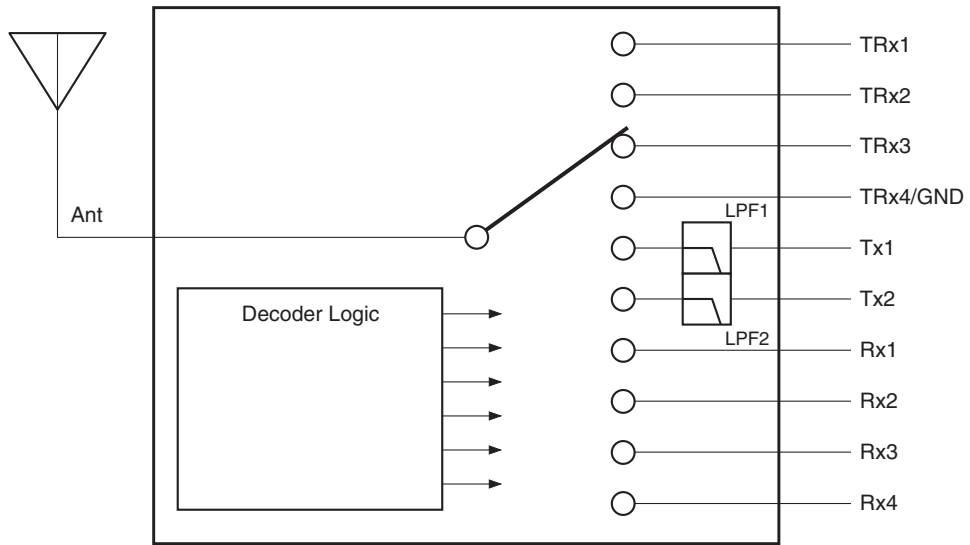 TRx1
TRx2
TRx3
TRx4/GND
Ant
LPF1
Tx1
Decoder Logic
Tx2
LPF2
Rx1
Rx2
Rx3
Rx4